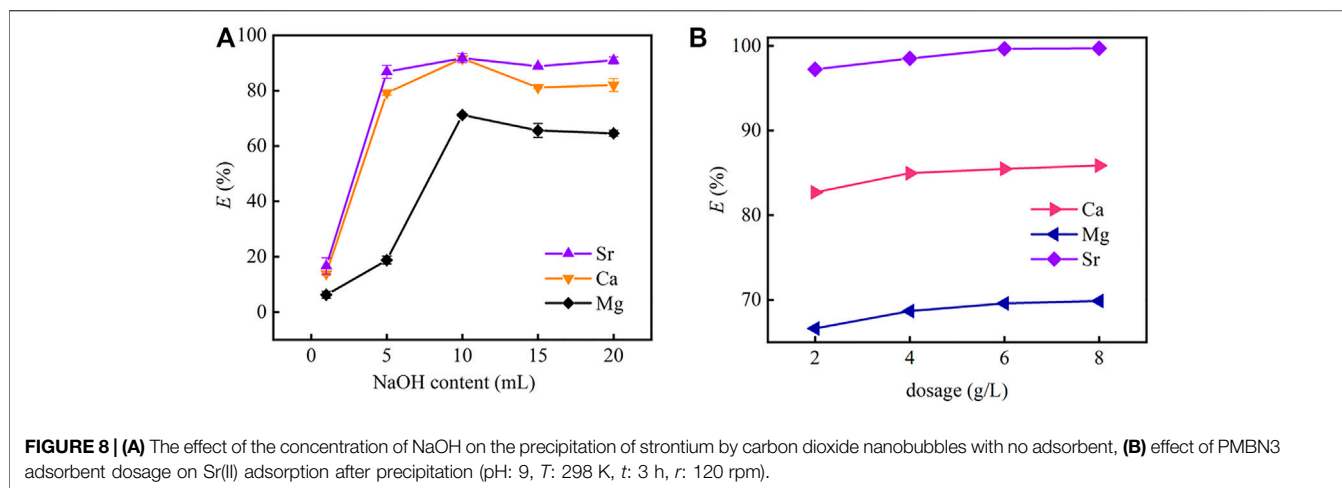 A
100
80
60
40
20
0
E (%)
Sr
Ca
Mg
0 5 10 15 20
NaOH content (mL)
B
100
90
80
70
E (%)
Ca
Mg
Sr
2 4 6 8
dosage (g/L)
FIGURE 8 | (A) The effect of the concentration of NaOH on the precipitation of strontium by carbon dioxide nanobubbles with no adsorbent, (B) effect of PMBN3
adsorbent dosage on Sr(II) adsorption after precipitation (pH: 9, T: 298 K, t: 3 h, r: 120 rpm).